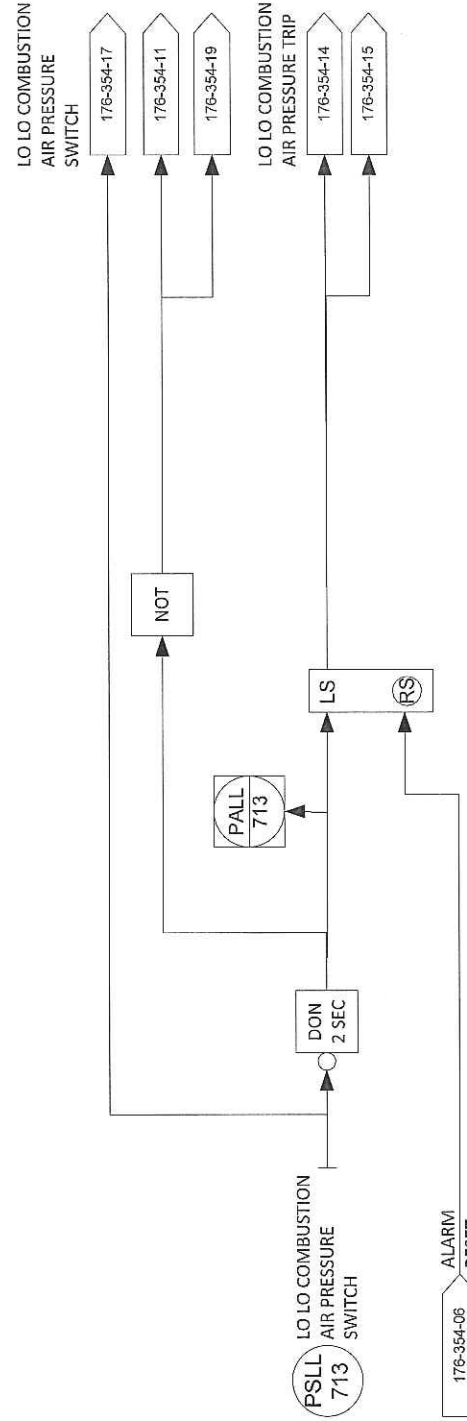 LO LO COMBUSTION
AIR PRESSURE
SWITCH
176-354-17
176-354-11
176-354-19
LO LO COMBUSTION
AIR PRESSURE TRIP
176-354-14
176-354-15
NOT
PALL
713
LS
RS
DON
2 SEC
PSLL
713
LO LO COMBUSTION
AIR PRESSURE
SWITCH
176-354-06
ALARM